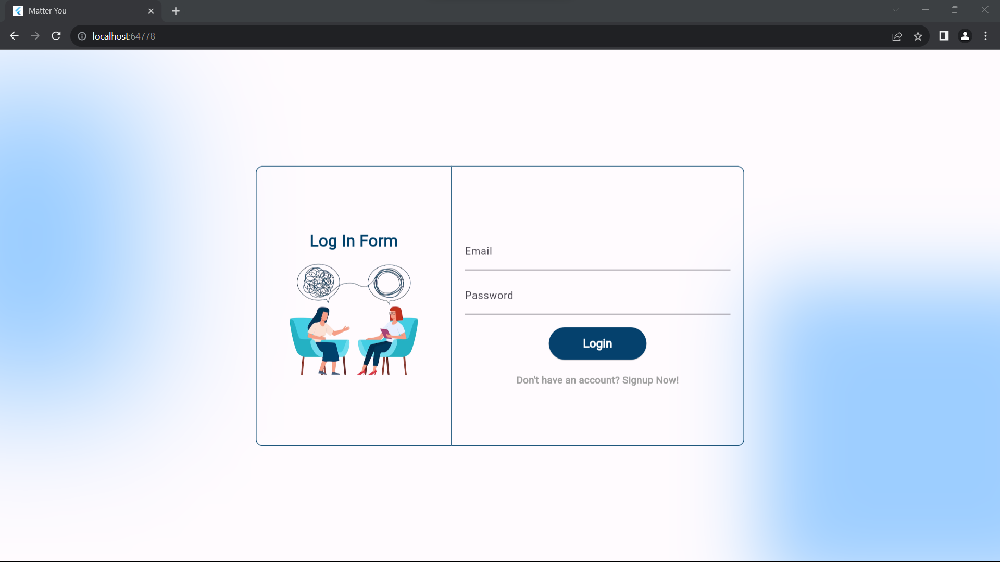 Matter You
localhost:64778
Log In Form
Email
Password
Login
Don't have an account? Signup Now!